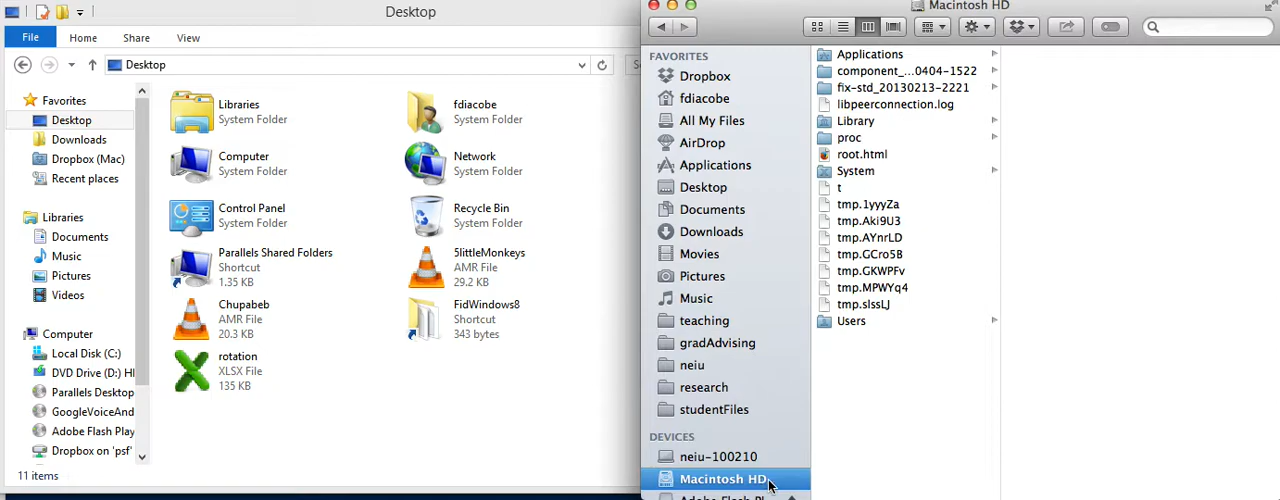 Desktop
File
Home
Share
View
Desktop
Favorites
Desktop
Downloads
Dropbox (Mac)
Recent places
Libraries
Documents
Music
Pictures
Videos
Computer
Local Disk (C:)
DVD Drive (D:) H
Parallels Desktop
GoogleVoiceAnd
Adobe Flash Play
Dropbox on 'psf'
11 items
Libraries
System Folder
fdiacobe
System Folder
Computer
System Folder
Network
System Folder
Control Panel
System Folder
Recycle Bin
System Folder
Parallels Shared Folders
Shortcut
1.35 KB
5littleMonkeys
AMR File
29.2 KB
Chupabeb
AMR File
20.3 KB
FidWindows8
Shortcut
343 bytes
rotation
XLSX File
135 KB
Macintosh HD
FAVORITES
Dropbox
fdiacobe
All My Files
AirDrop
Applications
Desktop
Documents
Downloads
Movies
Pictures
Music
teaching
gradAdvising
neiu
research
studentFiles
DEVICES
neiu-100210
Macintosh HD
Adobe Flash Pl
Applications
component_...0404-1522
fix-std_20130213-2221
libpeerconnection.log
Library
proc
root.html
System
t
tmp.1yyyZa
tmp.Aki9U3
tmp.AYnrLD
tmp.GCro5B
tmp.GKWPFv
tmp.MPWYq4
Users